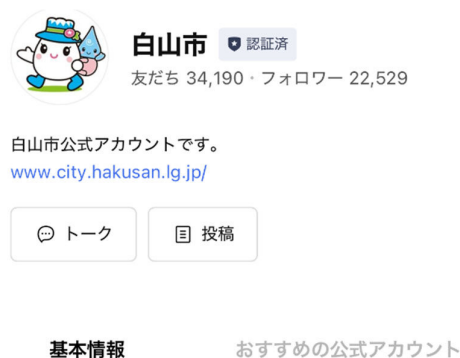 白山市 認証済
友だち 34,190・フォロワー 22,529
白山市公式アカウントです。
www.city.hakusan.lg.jp/
トーク 投稿
基本情報 おすすめの公式アカウント